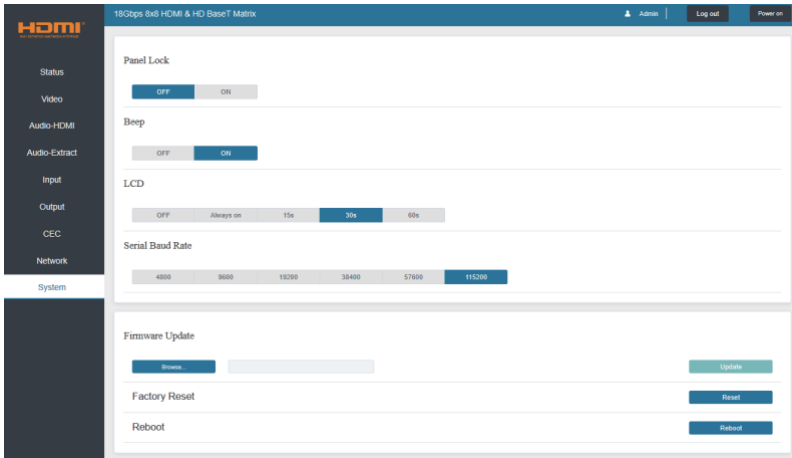 HDMI
18Gbps 8x8 HDMI & HD BaseT Matrix
Admin
Log out
Power on
Status
Video
Audio-HDMI
Audio-Extract
Input
Output
CEC
Network
System
Panel Lock
OFF ON
Beep
OFF ON
LCD
OFF Always on 15s 30s 60s
Serial Baud Rate
4800 9600 19200 38400 57600 115200
Firmware Update
Browse... Update
Factory Reset Reset
Reboot Reboot